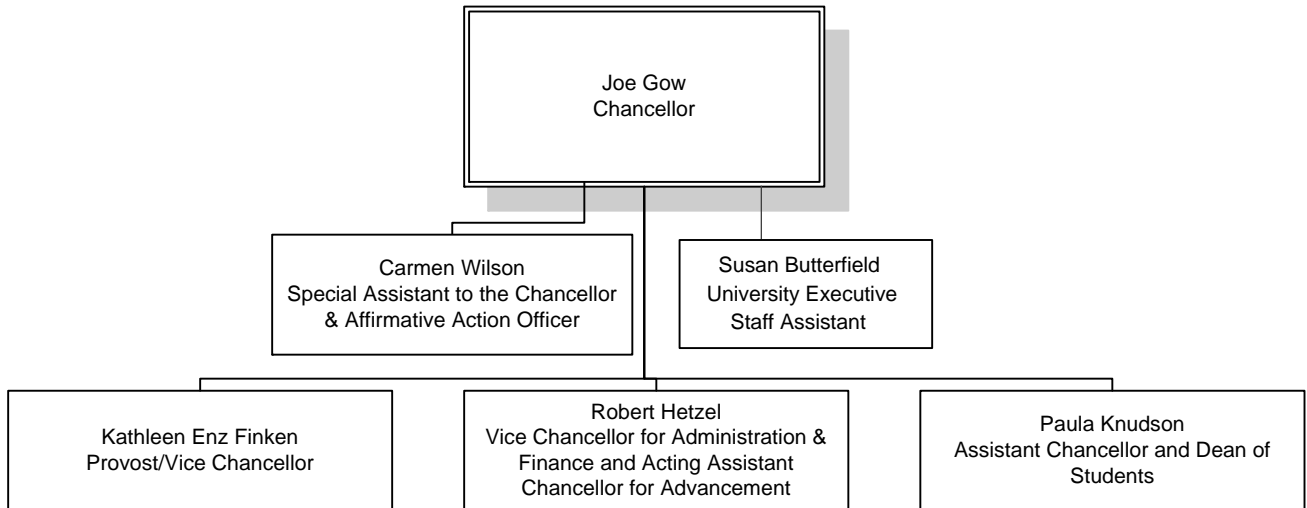 Joe Gow
Chancellor
Carmen Wilson
Special Assistant to the Chancellor
& Affirmative Action Officer
Susan Butterfield
University Executive
Staff Assistant
Kathleen Enz Finken
Provost/Vice Chancellor
Robert Hetzel
Vice Chancellor for Administration &
Finance and Acting Assistant
Chancellor for Advancement
Paula Knudson
Assistant Chancellor and Dean of
Students